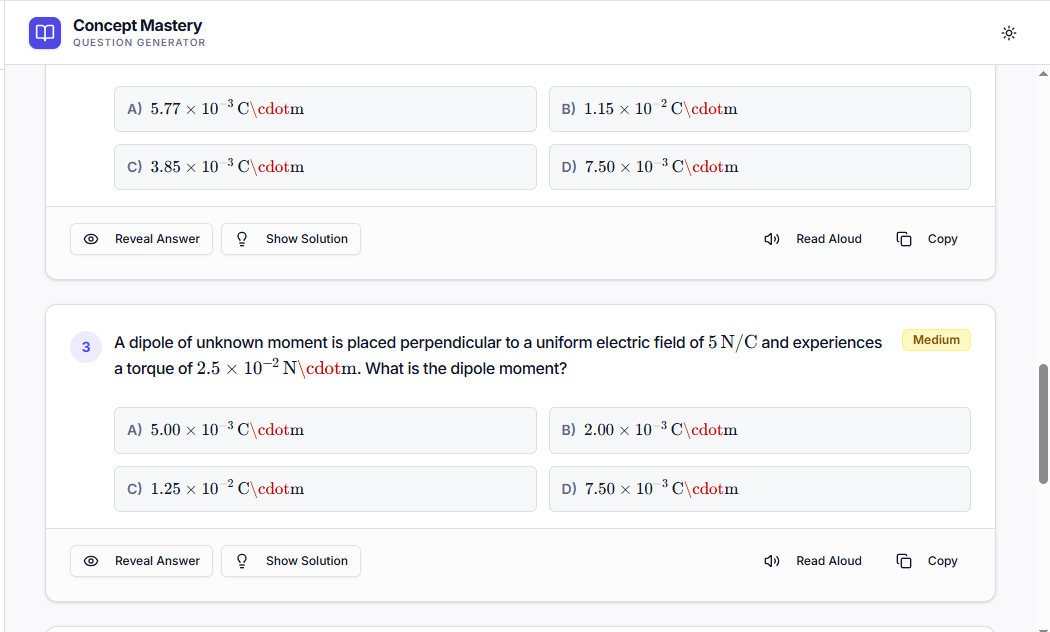 Concept Mastery
QUESTION GENERATOR
A) 5.77 × 10⁻³ C\cdotm
B) 1.15 × 10⁻² C\cdotm
C) 3.85 × 10⁻³ C\cdotm
D) 7.50 × 10⁻³ C\cdotm
Reveal Answer
Show Solution
Read Aloud
Copy
3
A dipole of unknown moment is placed perpendicular to a uniform electric field of 5 N/C and experiences
Medium
a torque of 2.5 × 10⁻² N\cdotm. What is the dipole moment?
A) 5.00 × 10⁻³ C\cdotm
B) 2.00 × 10⁻³ C\cdotm
C) 1.25 × 10⁻² C\cdotm
D) 7.50 × 10⁻³ C\cdotm
Reveal Answer
Show Solution
Read Aloud
Copy